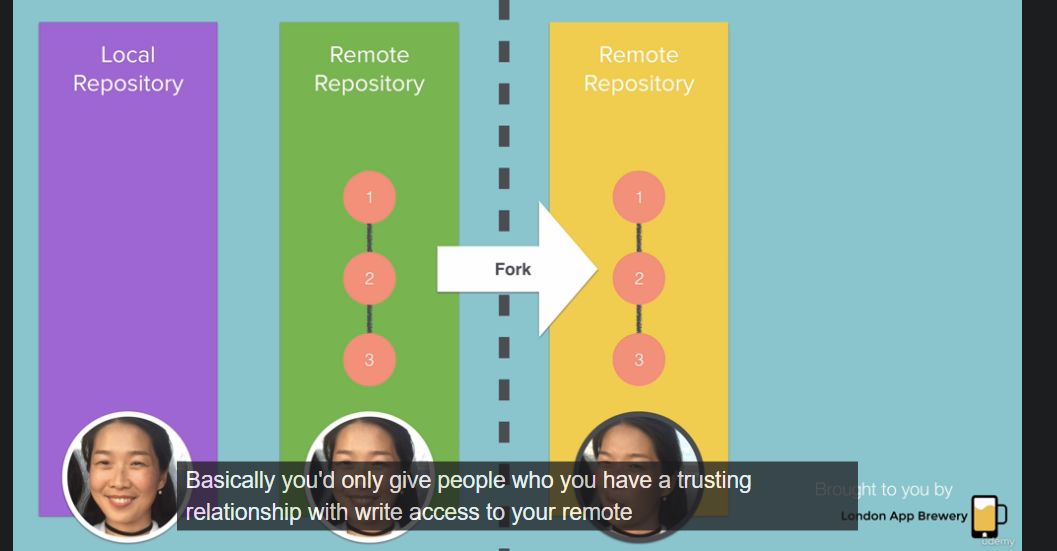 Local
Repository
Remote
Repository
Remote
Repository
1
1
Fork
2
2
3
3
Basically you'd only give people who you have a trusting
relationship with write access to your remote
Brought to you by
London App Brewery
udemy